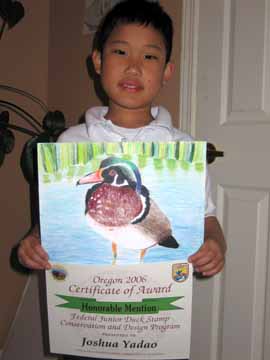 Oregon 2006
Certificate of Award
Honorable Mention
Federal Junior Duck Stamp
Conservation and Design Program
PRESENTED TO
Joshua Yadao